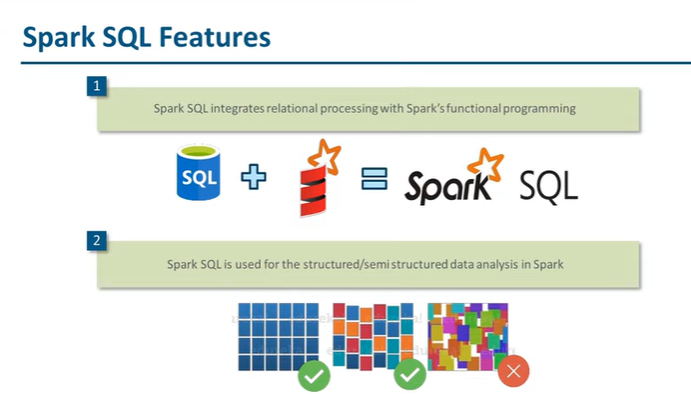 Spark SQL Features
1
Spark SQL integrates relational processing with Spark's functional programming
SQL
Spark SQL
2
Spark SQL is used for the structured/semi structured data analysis in Spark